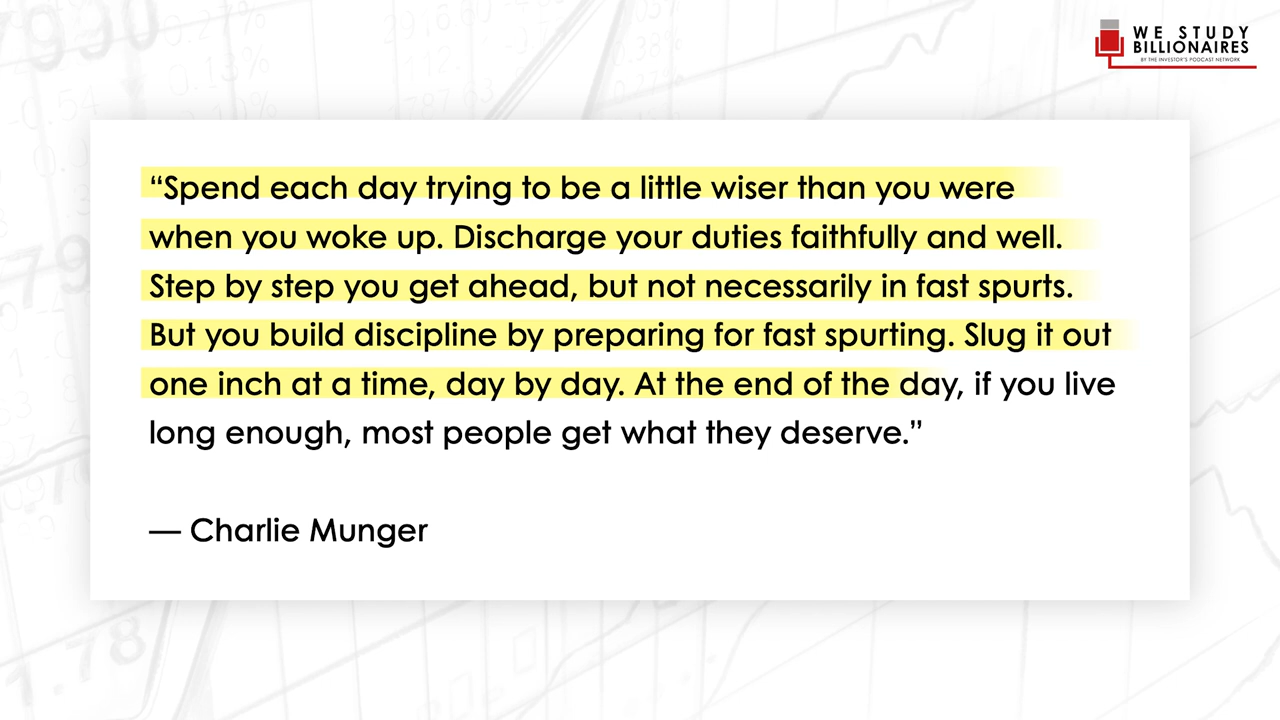 WE STUDY
BILLIONAIRES
BY THE INVESTOR'S PODCAST NETWORK
“Spend each day trying to be a little wiser than you were
when you woke up. Discharge your duties faithfully and well.
Step by step you get ahead, but not necessarily in fast spurts.
But you build discipline by preparing for fast spurting. Slug it out
one inch at a time, day by day. At the end of the day, if you live
long enough, most people get what they deserve.”
— Charlie Munger